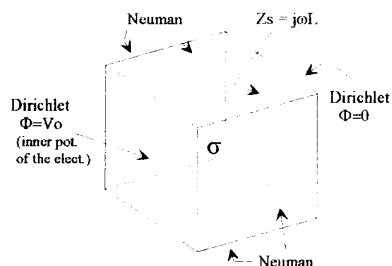 Neuman
Zs = jωL
Dirichlet
Φ=Vo
(inner pot.
of the elect.)
Dirichlet
Φ=0
σ
Neuman